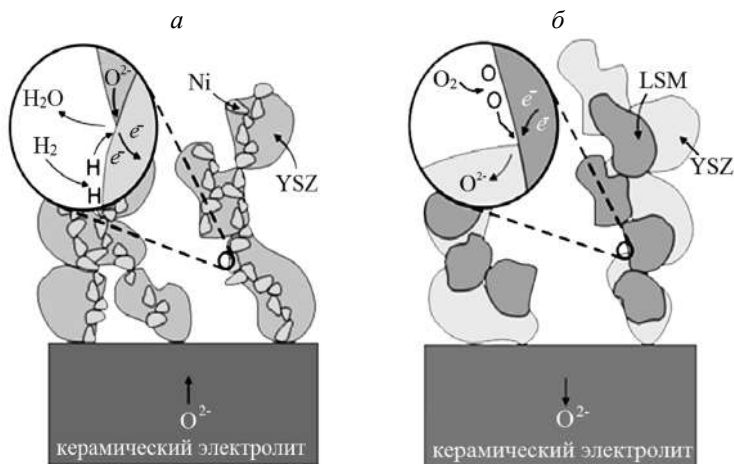 а
б
O²⁻
H₂O
e⁻
H₂
e⁻
H
H
Ni
YSZ
O
O²⁻
керамический электролит
O₂
O
O
e⁻
e⁻
O²⁻
LSM
YSZ
O
O²⁻
керамический электролит